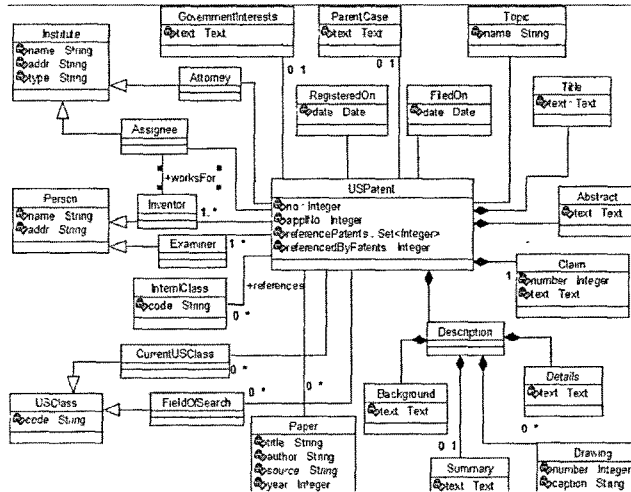 GovernmentInterests
text Text
ParentCase
text Text
Topic
name String
Institute
name String
addr String
type String
Attorney
0 1
0 1
RegisteredOn
date Date
FiledOn
date Date
Title
text Text
Assignee
+worksFor
USPatent
no Integer
applNo Integer
referencePatents . Set<Integer>
referencedByPatents Integer
Abstract
text Text
Person
name String
addr String
Inventor
1..*
Examiner
1 *
Claim
number Integer
text Text
1
InternlClass
code String
+references
0 *
Description
CurrentUSClass
0 *
0 *
0 *
Background
text Text
Details
text Text
USClass
code String
FieldOfSearch
Paper
title String
author String
source String
year Integer
0 1
Summary
text Text
0 *
Drawing
number Integer
caption String